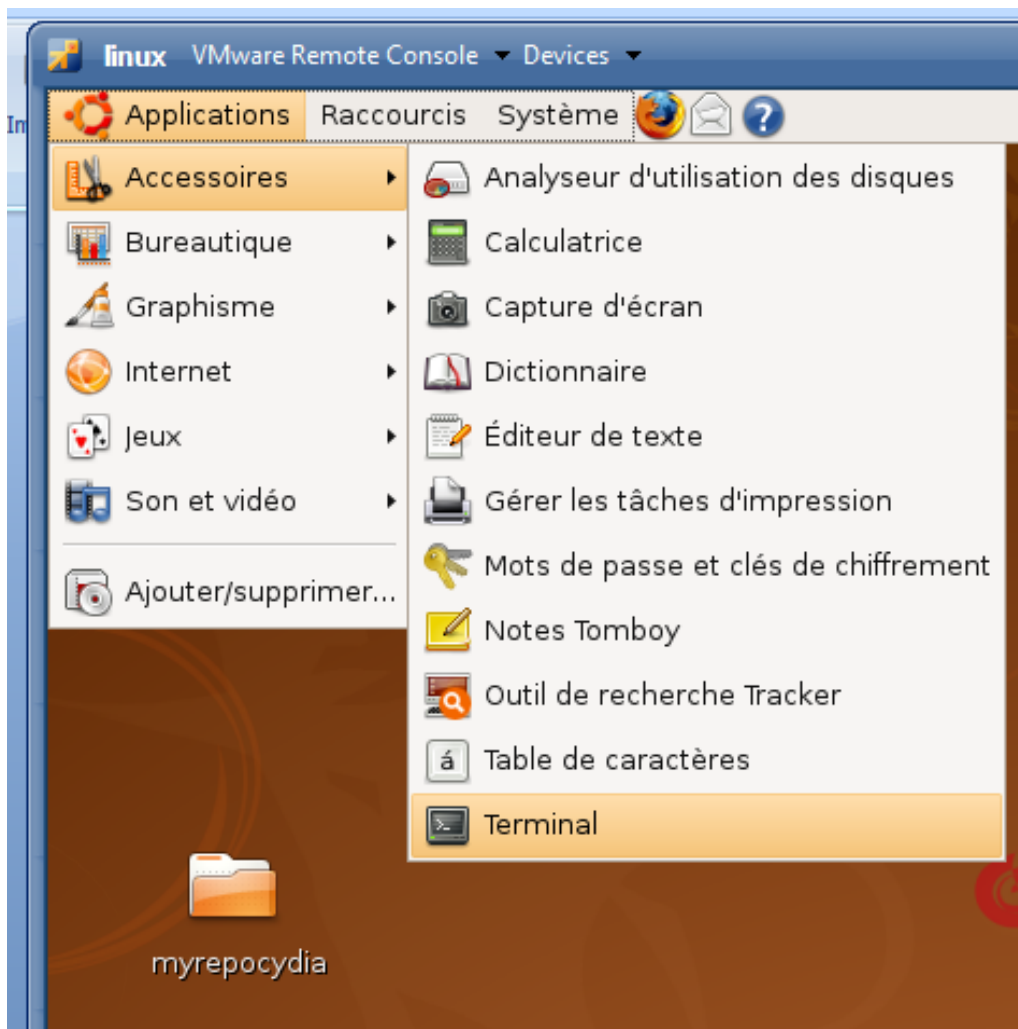 linux VMware Remote Console Devices
Im
Applications Raccourcis Système
Accessoires
Bureautique
Graphisme
Internet
Jeux
Son et vidéo
Ajouter/supprimer...
Analyseur d'utilisation des disques
Calculatrice
Capture d'écran
Dictionnaire
Éditeur de texte
Gérer les tâches d'impression
Mots de passe et clés de chiffrement
Notes Tomboy
Outil de recherche Tracker
Table de caractères
Terminal
myrepocydia